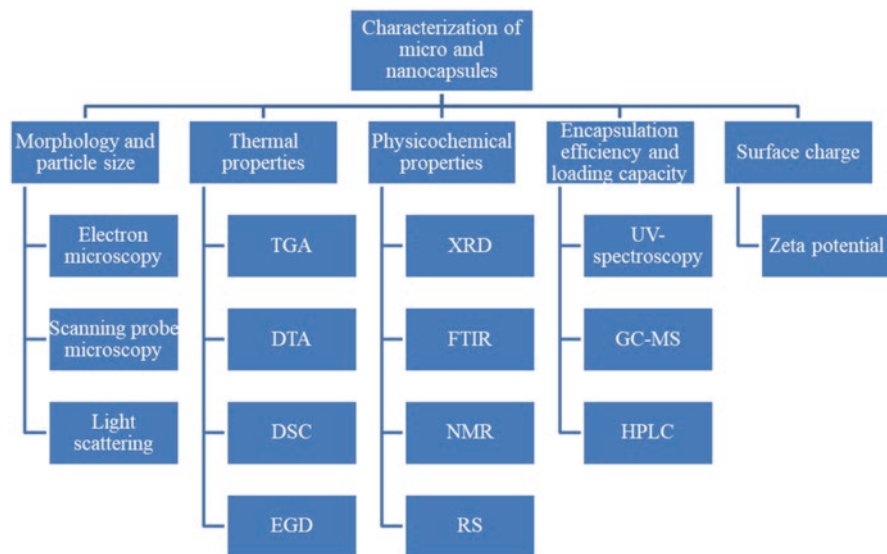 Characterization of
micro and
nanocapsules
Morphology and
particle size
Thermal
properties
Physicochemical
properties
Encapsulation
efficiency and
loading capacity
Surface charge
Electron
microscopy
TGA
XRD
UV-
spectroscopy
Zeta potential
Scanning probe
microscopy
DTA
FTIR
GC-MS
Light
scattering
DSC
NMR
HPLC
EGD
RS